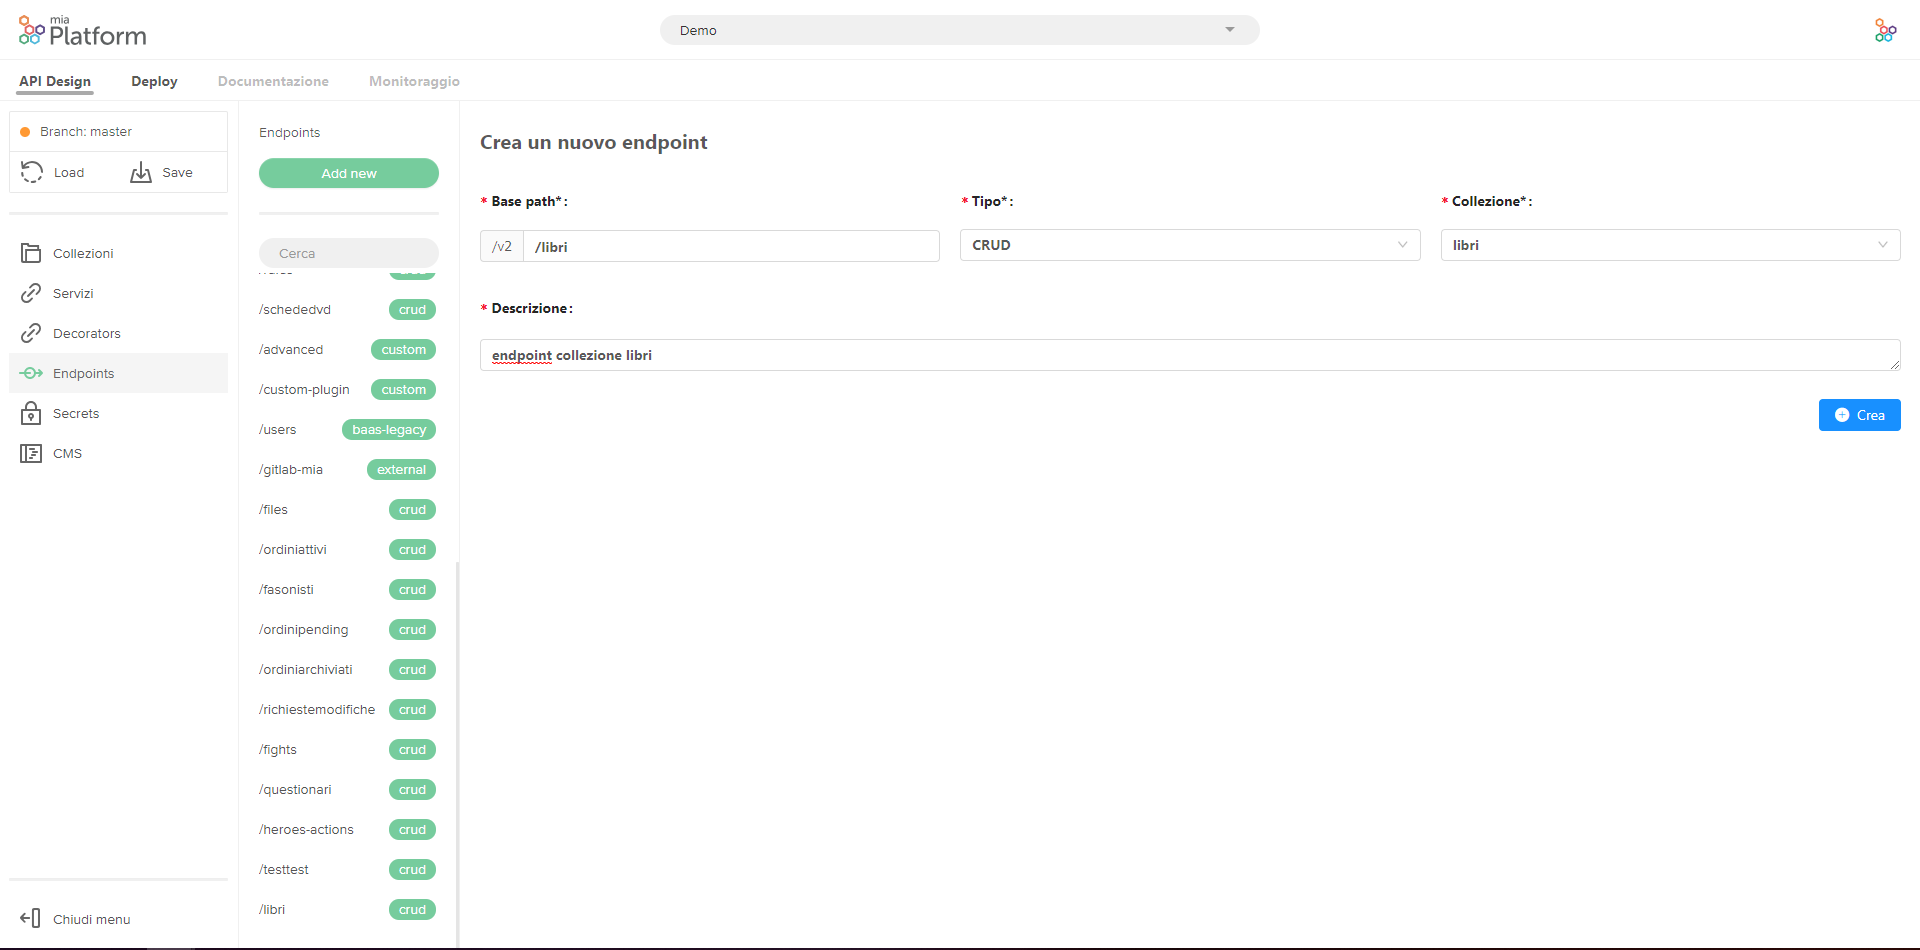 mia
Platform
Demo
API Design
Deploy
Documentazione
Monitoraggio
Branch: master
Load
Save
Collezioni
Servizi
Decorators
Endpoints
Secrets
CMS
Chiudi menu
Endpoints
Add new
Cerca
/schededvd crud
/advanced custom
/custom-plugin custom
/users baas-legacy
/gitlab-mia external
/files crud
/ordiniattivi crud
/fasonisti crud
/ordinipending crud
/ordiniarchiviati crud
/richiestemodifiche crud
/fights crud
/questionari crud
/heroes-actions crud
/testtest crud
/libri crud
Crea un nuovo endpoint
* Base path*:
/v2 /libri
* Tipo*:
CRUD
* Collezione*:
libri
* Descrizione:
endpoint collezione libri
Crea